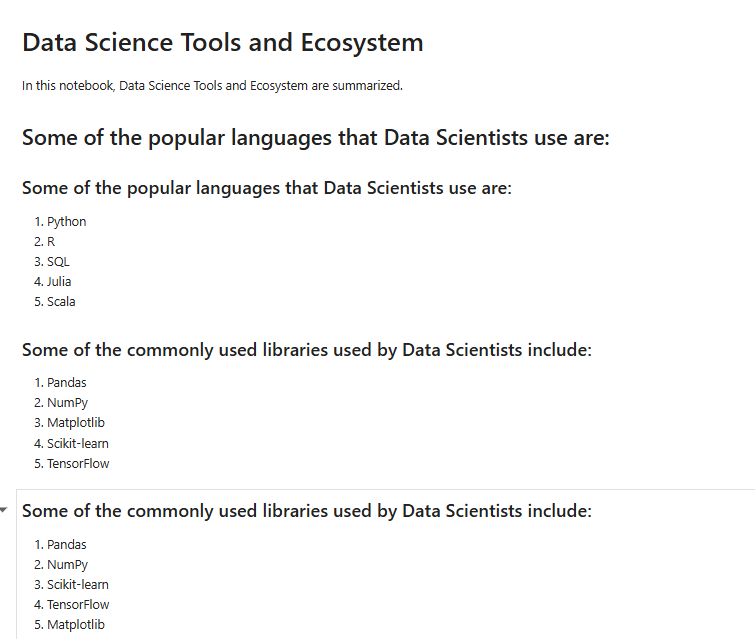 Data Science Tools and Ecosystem
In this notebook, Data Science Tools and Ecosystem are summarized.
Some of the popular languages that Data Scientists use are:
Some of the popular languages that Data Scientists use are:
1. Python
2. R
3. SQL
4. Julia
5. Scala
Some of the commonly used libraries used by Data Scientists include:
1. Pandas
2. NumPy
3. Matplotlib
4. Scikit-learn
5. TensorFlow
Some of the commonly used libraries used by Data Scientists include:
1. Pandas
2. NumPy
3. Scikit-learn
4. TensorFlow
5. Matplotlib